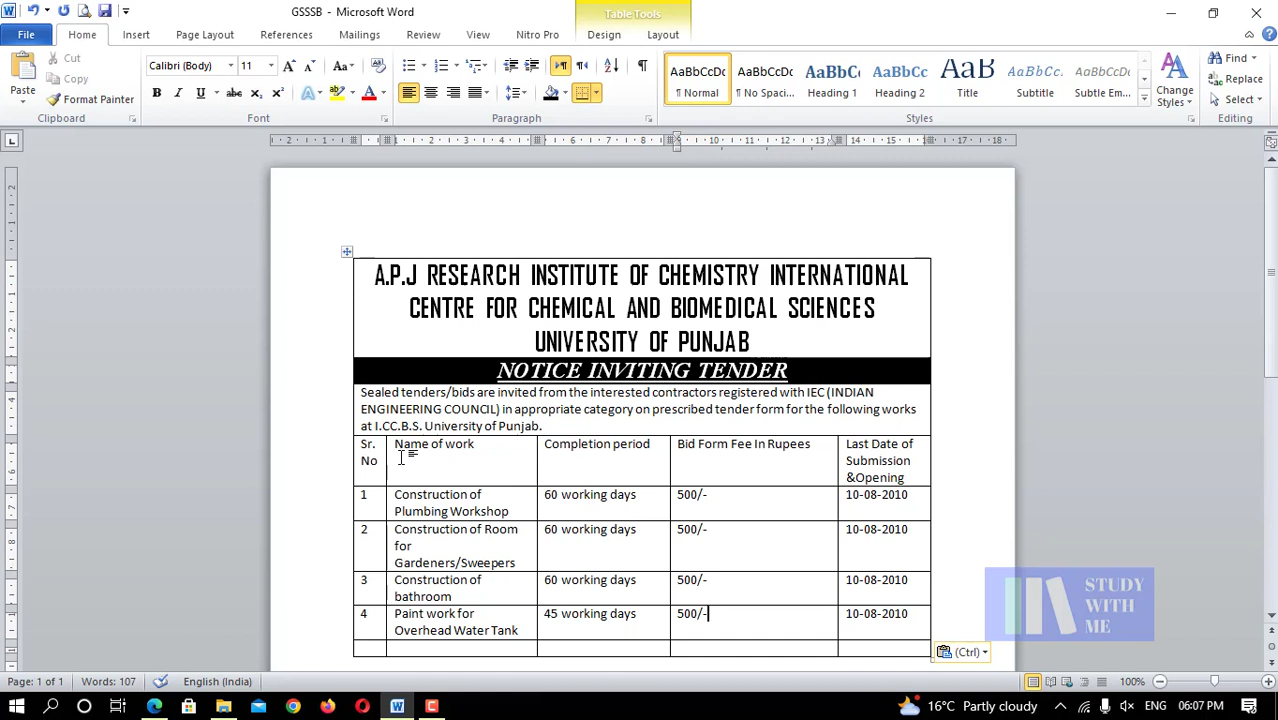 GSSSB - Microsoft Word
Table Tools
File Home Insert Page Layout References Mailings Review View Nitro Pro Design Layout
Paste
Cut
Copy
Format Painter
Clipboard
Calibri (Body) 11
Font
Paragraph
AaBbCcDc
¶ Normal
AaBbCcDc
¶ No Spaci...
AaBbC
Heading 1
AaBbCc
Heading 2
AaB
Title
AaBbCc.
Subtitle
AaBbCcDc
Subtle Em...
Change
Styles
Styles
Find
Replace
Select
Editing
A.P.J RESEARCH INSTITUTE OF CHEMISTRY INTERNATIONAL
CENTRE FOR CHEMICAL AND BIOMEDICAL SCIENCES
UNIVERSITY OF PUNJAB
NOTICE INVITING TENDER
Sealed tenders/bids are invited from the interested contractors registered with IEC (INDIAN
ENGINEERING COUNCIL) in appropriate category on prescribed tender form for the following works
at I.CC.B.S. University of Punjab.
Sr. Name of work Completion period Bid Form Fee In Rupees Last Date of
No Submission
&Opening
1 Construction of 60 working days 500/- 10-08-2010
Plumbing Workshop
2 Construction of Room 60 working days 500/- 10-08-2010
for
Gardeners/Sweepers
3 Construction of 60 working days 500/- 10-08-2010
bathroom
4 Paint work for 45 working days 500/- 10-08-2010
Overhead Water Tank
(Ctrl)
STUDY
WITH
ME
Page: 1 of 1 Words: 107 English (India) 100%
16°C Partly cloudy ENG 06:07 PM